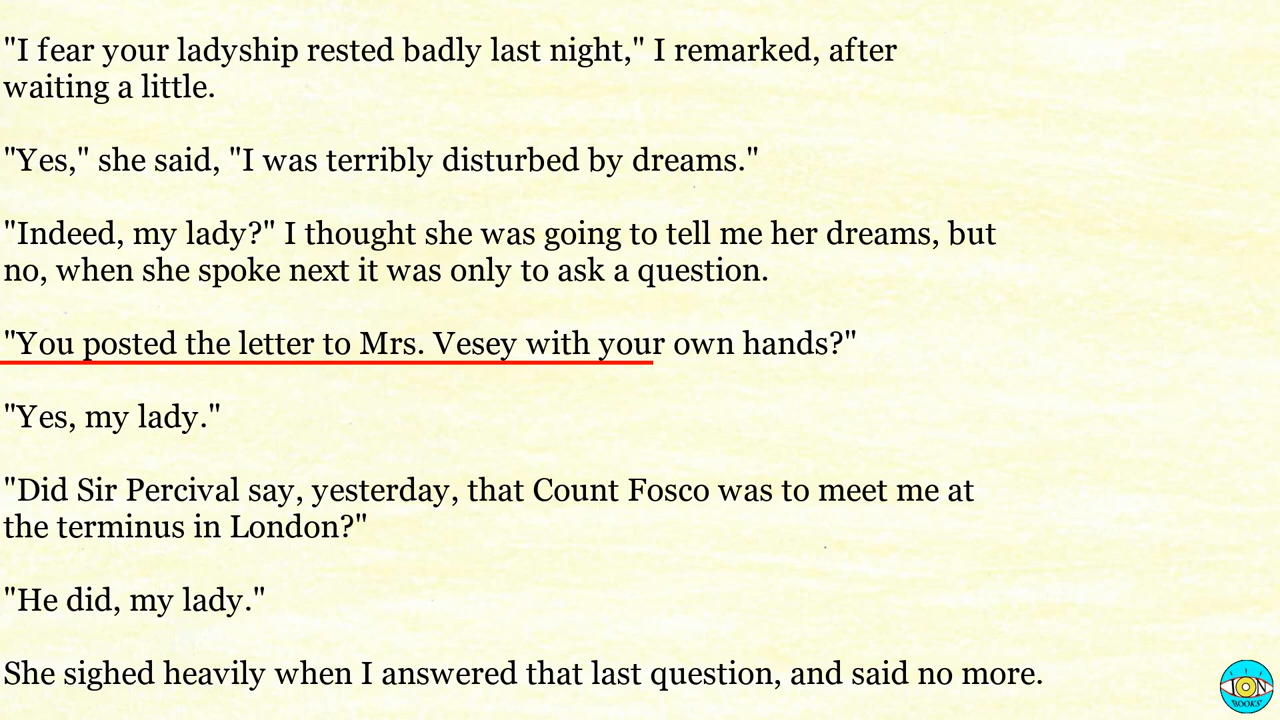 "I fear your ladyship rested badly last night," I remarked, after
waiting a little.
"Yes," she said, "I was terribly disturbed by dreams."
"Indeed, my lady?" I thought she was going to tell me her dreams, but
no, when she spoke next it was only to ask a question.
"You posted the letter to Mrs. Vesey with your own hands?"
"Yes, my lady."
"Did Sir Percival say, yesterday, that Count Fosco was to meet me at
the terminus in London?"
"He did, my lady."
She sighed heavily when I answered that last question, and said no more.
ION
BOOKS